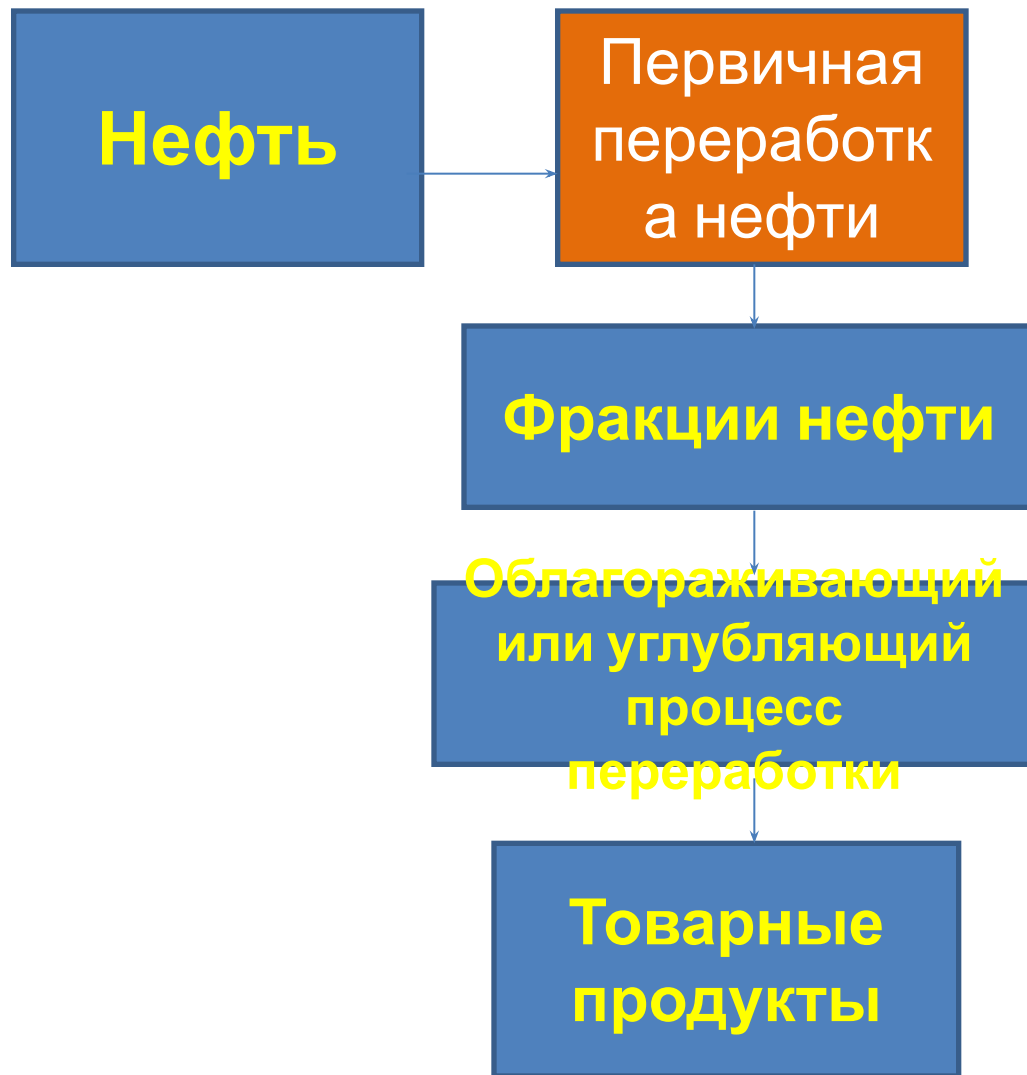 Нефть
Первичная
переработк
а нефти
Фракции нефти
Облагораживающий
или углубляющий
процесс
переработки
Товарные
продукты